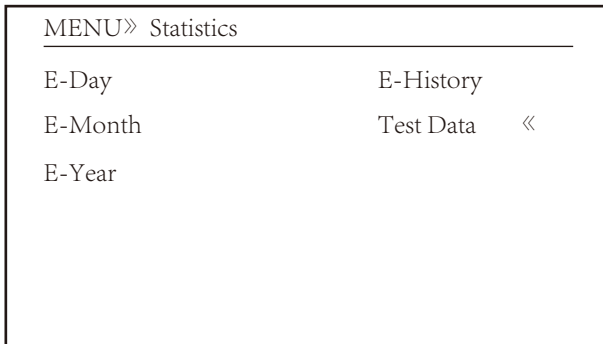 MENU» Statistics
E-Day E-History
E-Month Test Data «
E-Year